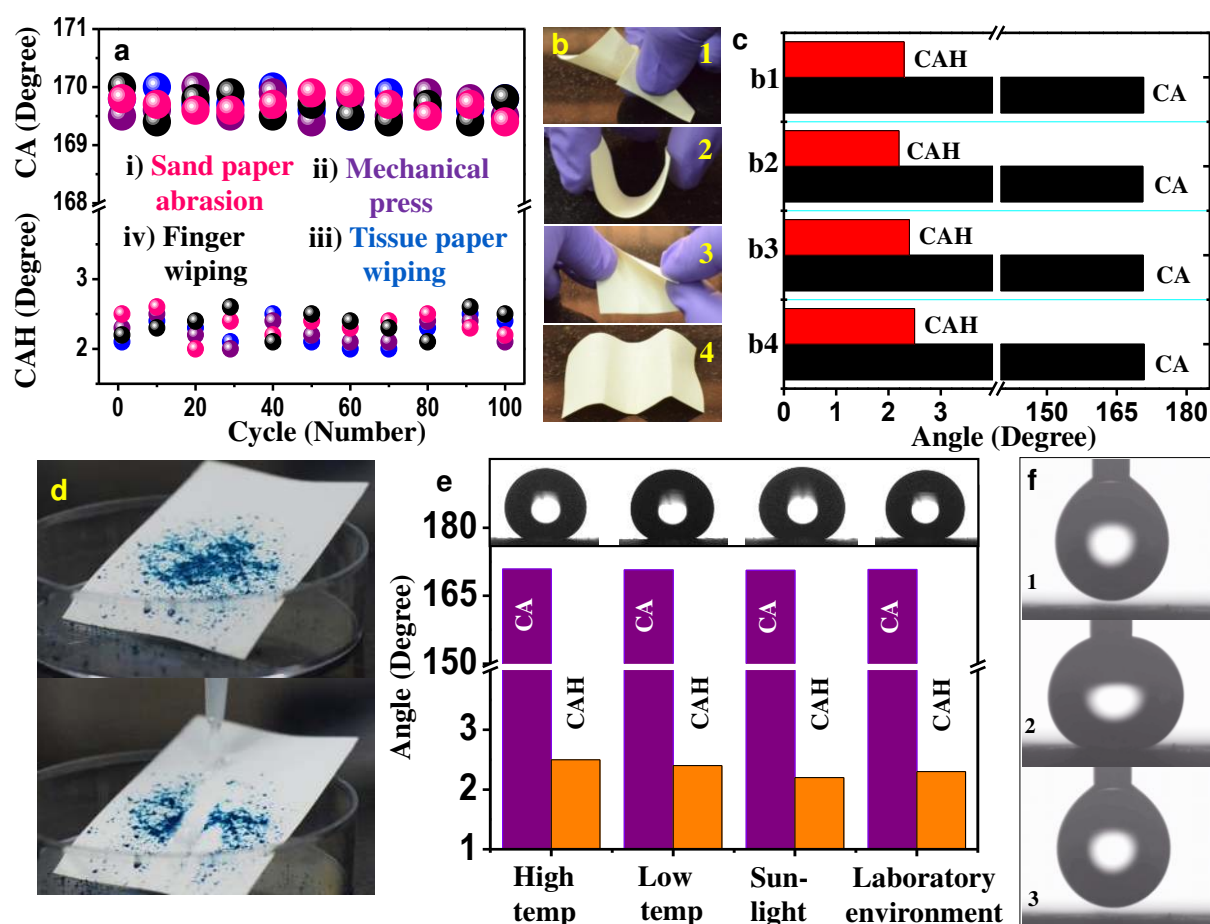 a
CA (Degree)
171
170
169
168
i) Sand paper
abrasion
ii) Mechanical
press
iv) Finger
wiping
iii) Tissue paper
wiping
CAH (Degree)
3
2
0 20 40 60 80 100
Cycle (Number)
b
1
2
3
4
c
b1
CAH
CA
b2
CAH
CA
b3
CAH
CA
b4
CAH
CA
0 1 2 3 150 165 180
Angle (Degree)
d
e
Angle (Degree)
180
165
150
3
2
1
CA
CAH
CA
CAH
CA
CAH
CA
CAH
High
temp
Low
temp
Sun-
light
Laboratory
environment
f
1
2
3